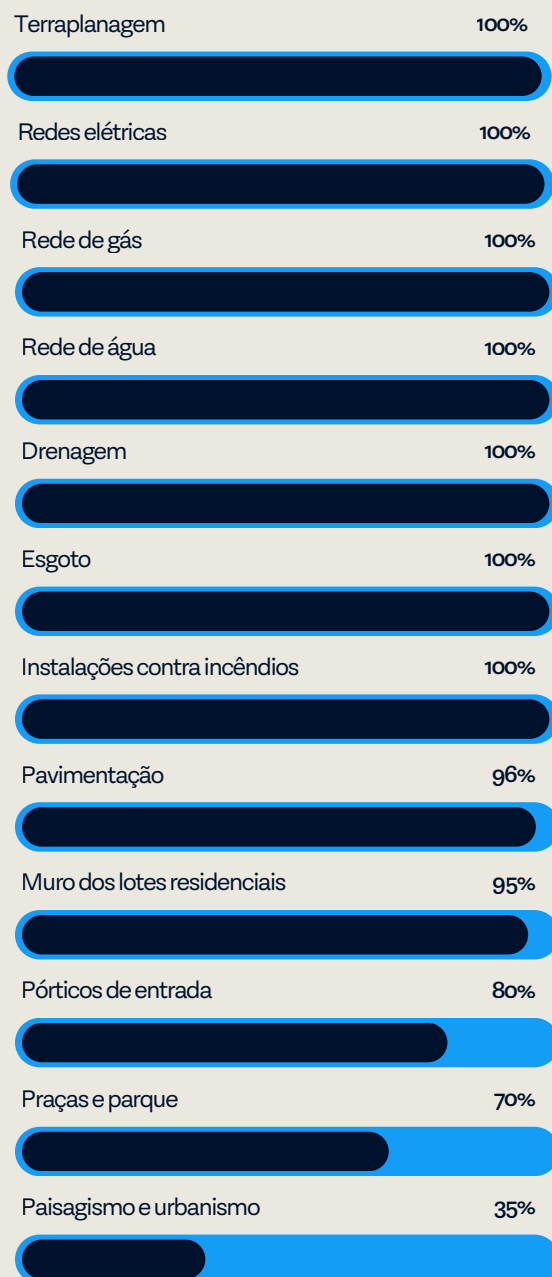 Terraplanagem 100%
Redes elétricas 100%
Rede de gás 100%
Rede de água 100%
Drenagem 100%
Esgoto 100%
Instalações contra incêndios 100%
Pavimentação 96%
Muro dos lotes residenciais 95%
Pórticos de entrada 80%
Praças e parque 70%
Paisagismo e urbanismo 35%